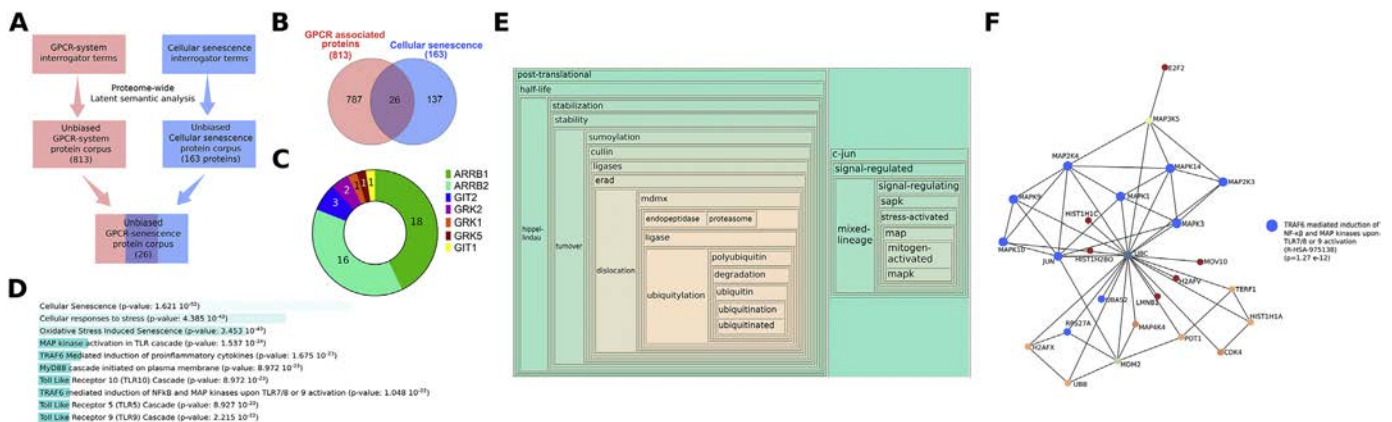 A
GPCR-system
interrogator terms
Cellular senescence
interrogator terms
Proteome-wide
Latent semantic analysis
Unbiased
GPCR-system
protein corpus
(813)
Unbiased
Cellular senescence
protein corpus
(163 proteins)
Unbiased
GPCR-senescence
protein corpus
(26)
B
GPCR associated
proteins
(813)
Cellular senescence
(163)
787
26
137
C
18
16
3
2
1
1
1
ARRB1
ARRB2
GIT2
GRK2
GRK1
GRK5
GIT1
D
Cellular Senescence (p-value: 1.621 10
Cellular responses to stress (p-value: 4.385 10
Oxidative Stress Induced Senescence (p-value: 3.453 10
MAP kinase activation in TLR cascade (p-value: 1.537 10
TRAF6 Mediated Induction of proinflammatory cytokines (p-value: 1.675 10
cascade initiated on plasma membrane (p-value: 8.972 10
Toll Like Receptor 10 (TLR10) Cascade (p-value: 8.972 10
TRAF6 mediated induction of NFkB and MAP kinases upon TLR7/8 or 9 activation (p-value: 1.048 10
Toll Like Receptor 5 (TLR5) Cascade (p-value: 8.927 10
Toll Like Receptor 9 (TLR9) Cascade (p-value: 2.215 10
E
post-translational
half-life
hippel-
lindau
stabilization
stability
turnover
sumoylation
cullin
ligases
erad
dislocation
mdmx
endopeptidase
proteasome
ligase
ubiquitylation
polyubiquitin
degradation
ubiquitin
ubiquitination
ubiquitinated
c-jun
signal-regulated
mixed-
lineage
signal-regulating
sapk
stress-activated
map
mitogen-
activated
mapk
F
E2F2
MAP3K5
MAP2K4
MAPK14
MAP2K3
MAPK9
MAPK1
HIST1H1C
MAPK3
MAPK10
HIST1H2BO
JUN
UBC
MOV10
H2AFV
TERF1
UBA52
LMNB1
HIST1H1A
RPS27A
MAP4K4
POT1
H2AFX
MDM2
CDK4
UBB
TRAF6 mediated induction of
NF-κβ and MAP kinases upon
TLR7/8 or 9 activation
(R-HSA-975138)
(p=1.27 e-12)